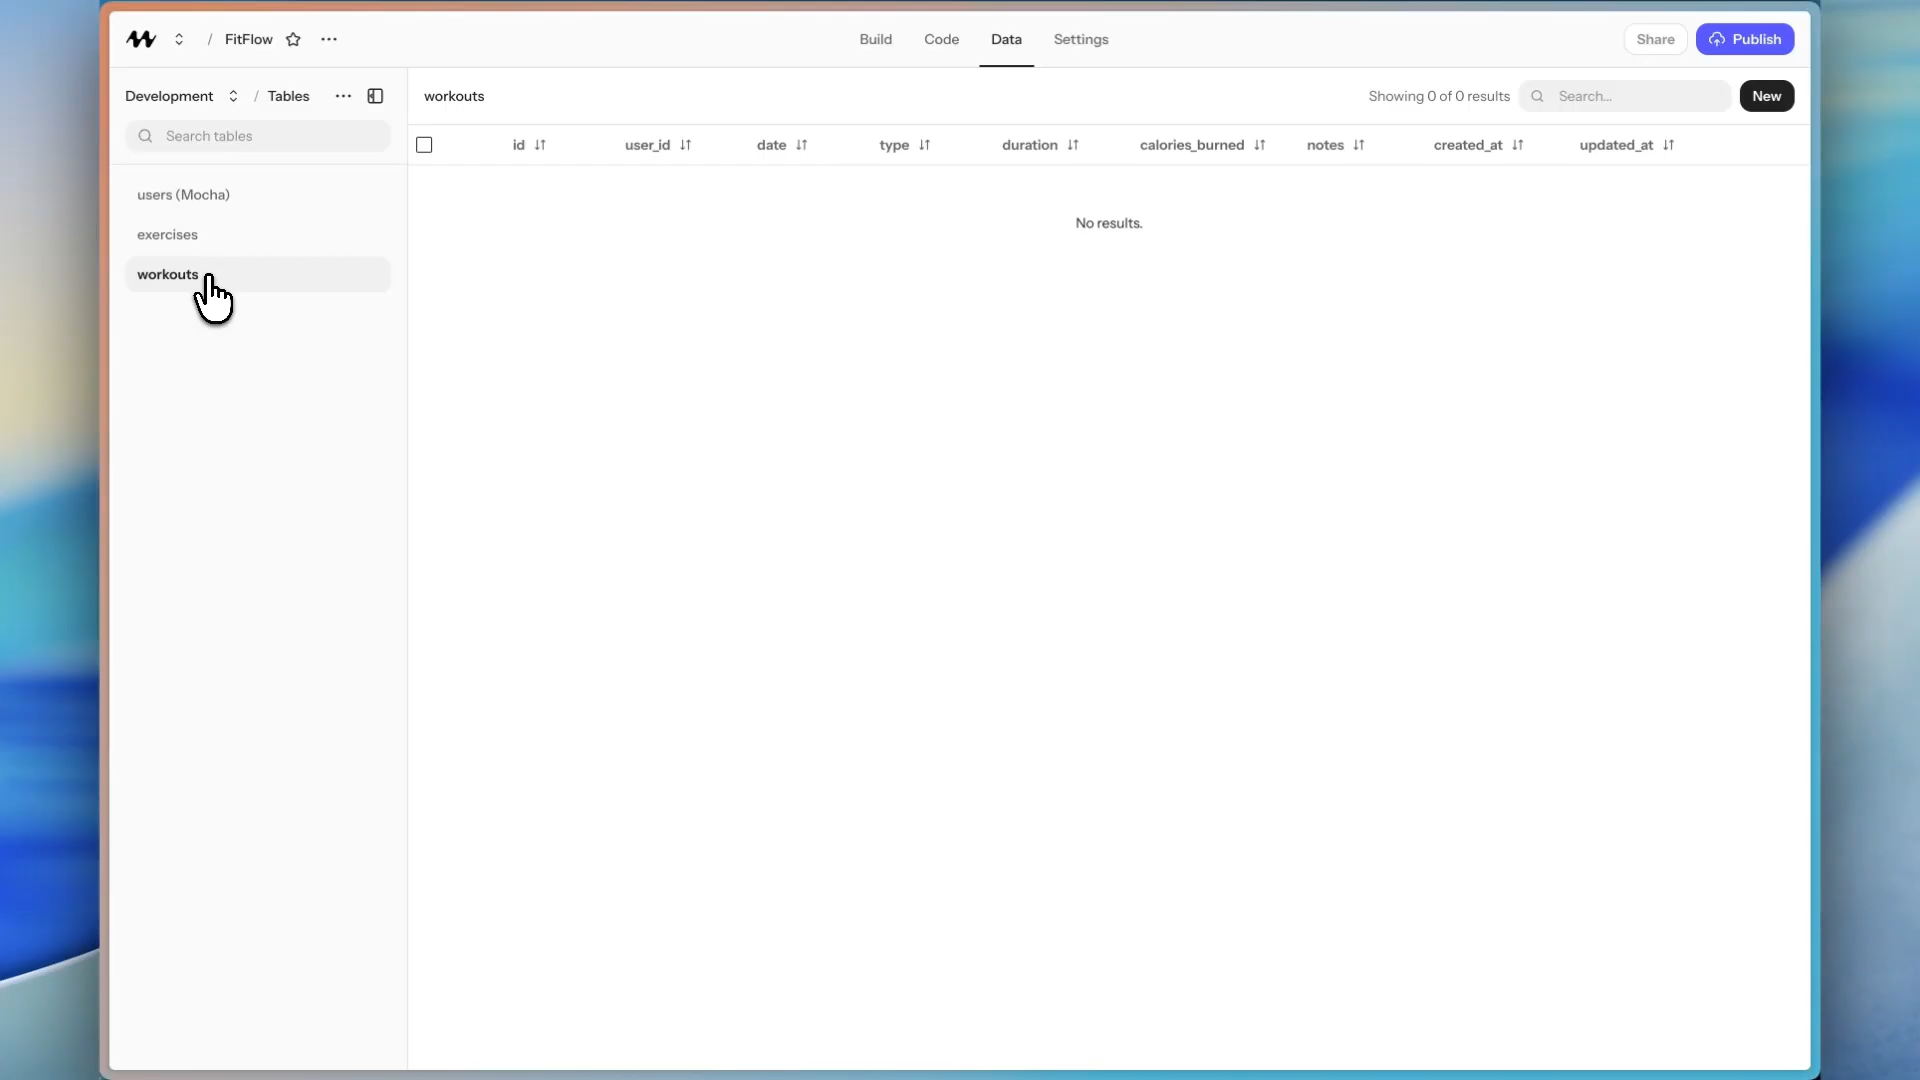 / FitFlow
Build Code Data Settings
Share Publish
Development / Tables
Search tables
users (Mocha)
exercises
workouts
workouts
Showing 0 of 0 results
Search...
New
id user_id date type duration calories_burned notes created_at updated_at
No results.